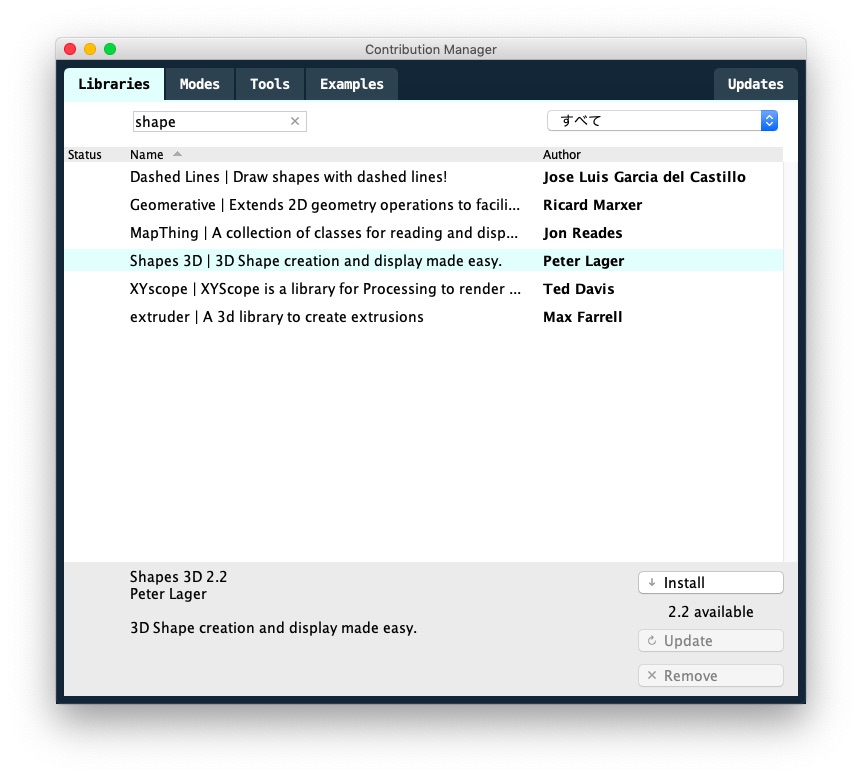 Contribution Manager
Libraries Modes Tools Examples Updates
shape すべて
Status Name Author
Dashed Lines | Draw shapes with dashed lines! Jose Luis Garcia del Castillo
Geomerative | Extends 2D geometry operations to facili... Ricard Marxer
MapThing | A collection of classes for reading and disp... Jon Reades
Shapes 3D | 3D Shape creation and display made easy. Peter Lager
XYscope | XYScope is a library for Processing to render ... Ted Davis
extruder | A 3d library to create extrusions Max Farrell
Shapes 3D 2.2
Peter Lager
3D Shape creation and display made easy.
Install
2.2 available
Update
Remove